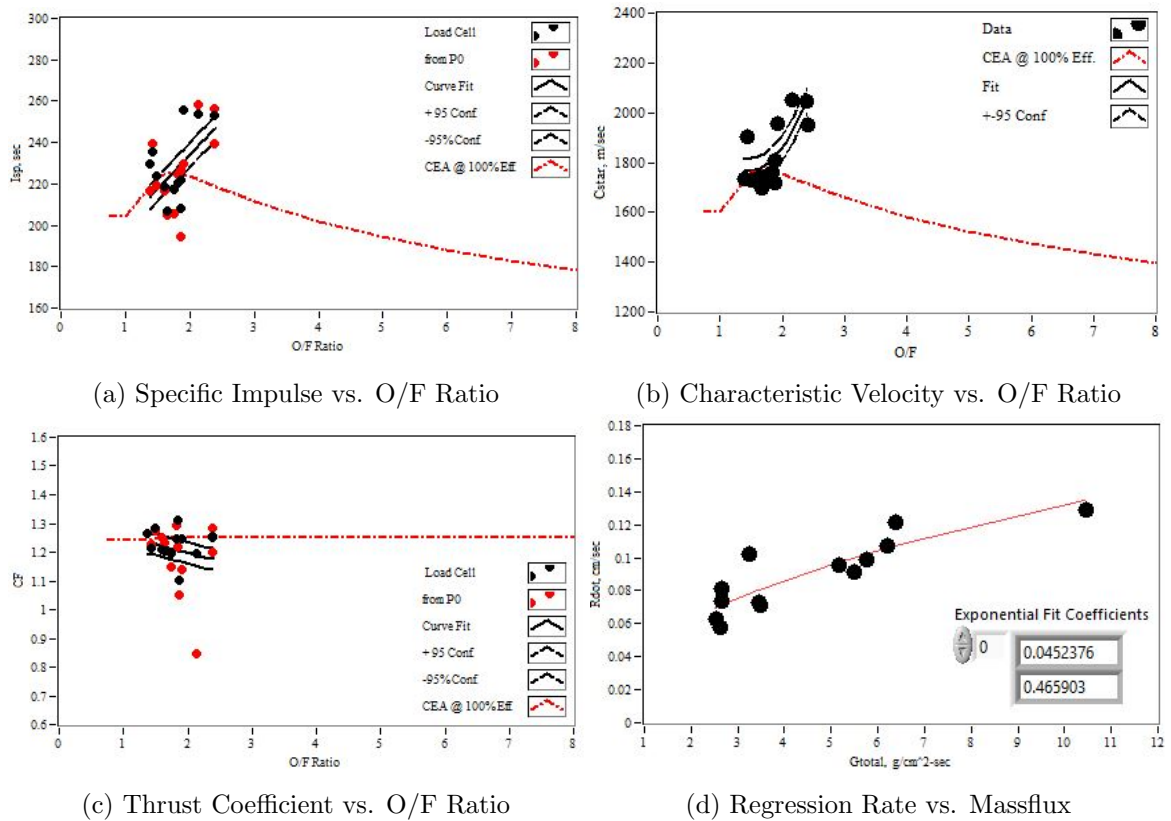 300
280
260
240
220
200
180
160
Isp, sec
0 1 2 3 4 5 6 7 8
O/F Ratio
Load Cell
from P0
Curve Fit
+95 Conf
-95%Conf
CEA @ 100%Eff
(a) Specific Impulse vs. O/F Ratio
2400
2200
2000
1800
1600
1400
1200
Cstar, m/sec
0 1 2 3 4 5 6 7 8
O/F
Data
CEA @ 100% Eff.
Fit
+-95 Conf
(b) Characteristic Velocity vs. O/F Ratio
1.6
1.5
1.4
1.3
1.2
1.1
1
0.9
0.8
0.7
0.6
CF
0 1 2 3 4 5 6 7 8
O/F Ratio
Load Cell
from P0
Curve Fit
+95 Conf
-95%Conf
CEA @ 100%Eff
(c) Thrust Coefficient vs. O/F Ratio
0.18
0.16
0.14
0.12
0.1
0.08
0.06
0.04
0.02
0
Rdot, cm/sec
1 2 3 4 5 6 7 8 9 10 11 12
Gtotal, g/cm^2-sec
Exponential Fit Coefficients
0
0.0452376
0.465903
(d) Regression Rate vs. Massflux